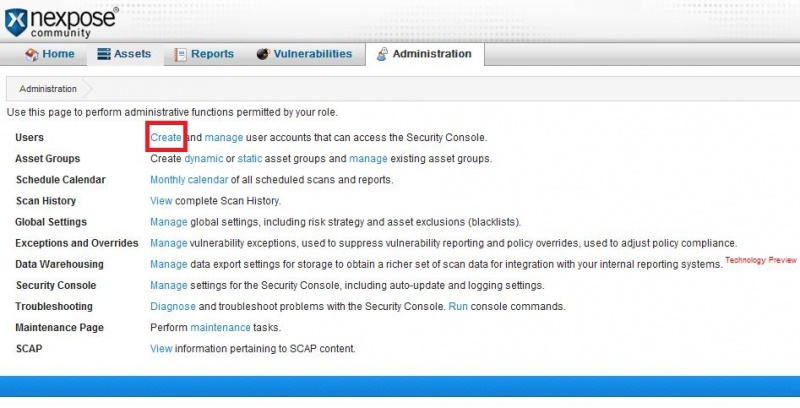 nexpose®
community
Home Assets Reports Vulnerabilities Administration
Administration
Use this page to perform administrative functions permitted by your role.
Users Create and manage user accounts that can access the Security Console.
Asset Groups Create dynamic or static asset groups and manage existing asset groups.
Schedule Calendar Monthly calendar of all scheduled scans and reports.
Scan History View complete Scan History.
Global Settings Manage global settings, including risk strategy and asset exclusions (blacklists).
Exceptions and Overrides Manage vulnerability exceptions, used to suppress vulnerability reporting and policy overrides, used to adjust policy compliance.
Data Warehousing Manage data export settings for storage to obtain a richer set of scan data for integration with your internal reporting systems. Technology Preview
Security Console Manage settings for the Security Console, including auto-update and logging settings.
Troubleshooting Diagnose and troubleshoot problems with the Security Console. Run console commands.
Maintenance Page Perform maintenance tasks.
SCAP View information pertaining to SCAP content.